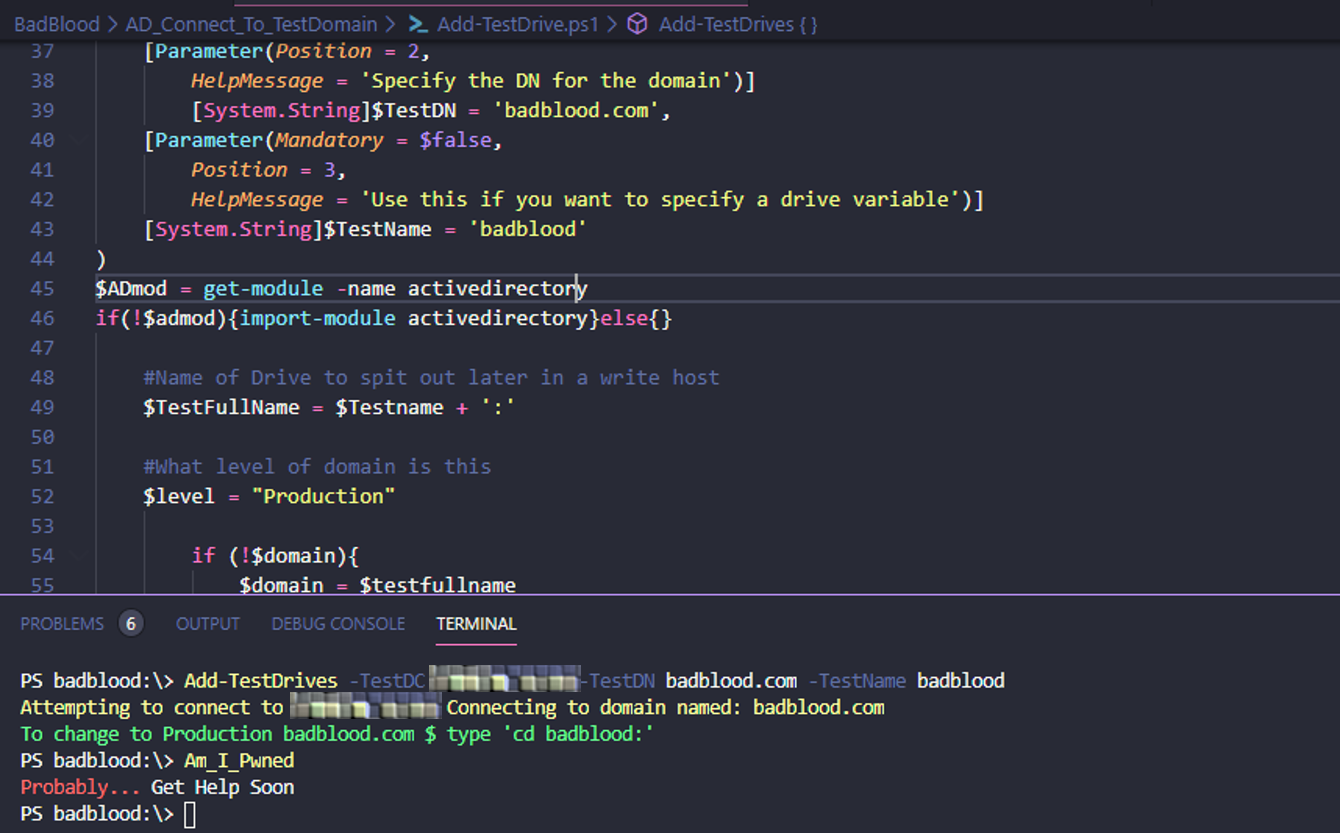 BadBlood > AD_Connect_To_TestDomain > Add-TestDrive.ps1 > Add-TestDrives { }
37 [Parameter(Position = 2,
38 HelpMessage = 'Specify the DN for the domain')]
39 [System.String]$TestDN = 'badblood.com',
40 [Parameter(Mandatory = $false,
41 Position = 3,
42 HelpMessage = 'Use this if you want to specify a drive variable')]
43 [System.String]$TestName = 'badblood'
44 )
45 $ADmod = get-module -name activedirectory
46 if(!$admod){import-module activedirectory}else{}
47
48 #Name of Drive to spit out later in a write host
49 $TestFullName = $Testname + ':'
50
51 #What level of domain is this
52 $level = "Production"
53
54 if (!$domain){
55 $domain = $testfullname
PROBLEMS 6 OUTPUT DEBUG CONSOLE TERMINAL
PS badblood:\> Add-TestDrives -TestDC -TestDN badblood.com -TestName badblood
Attempting to connect to Connecting to domain named: badblood.com
To change to Production badblood.com $ type 'cd badblood:'
PS badblood:\> Am_I_Pwned
Probably... Get Help Soon
PS badblood:\>